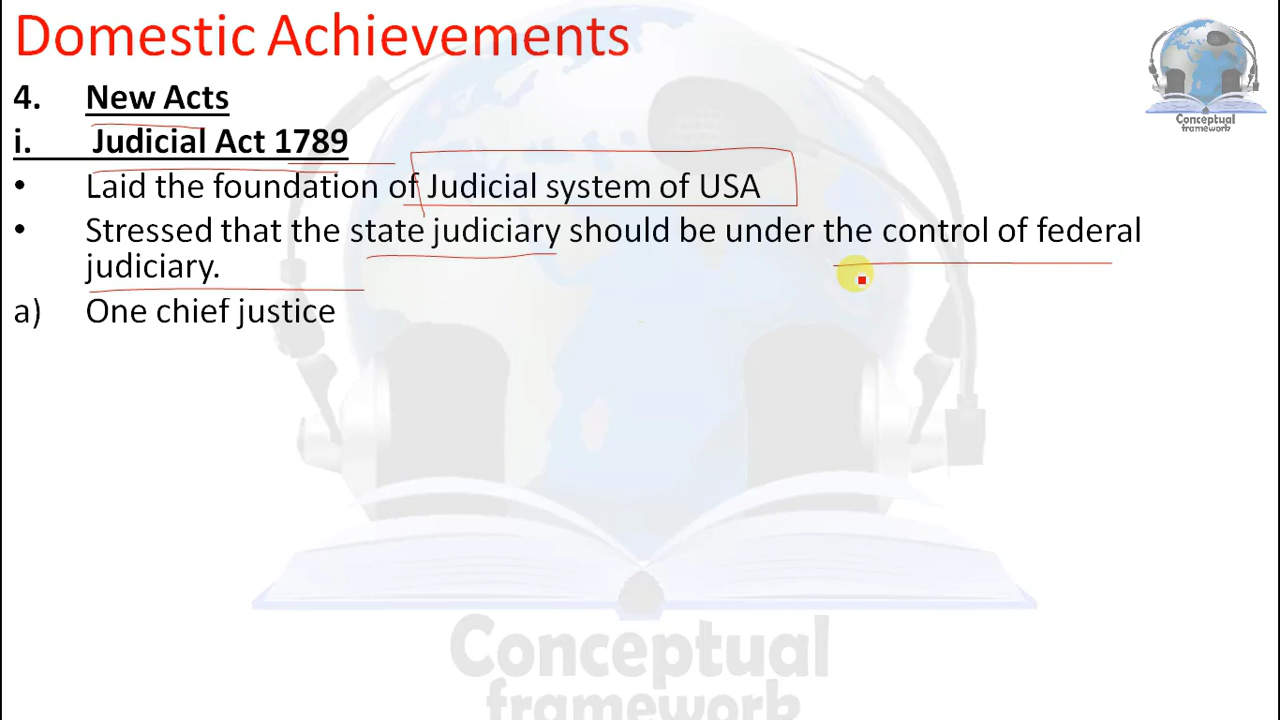 Domestic Achievements
4. New Acts
i. Judicial Act 1789
• Laid the foundation of Judicial system of USA
• Stressed that the state judiciary should be under the control of federal
judiciary.
a) One chief justice
Conceptual
framework
Conceptual
framework